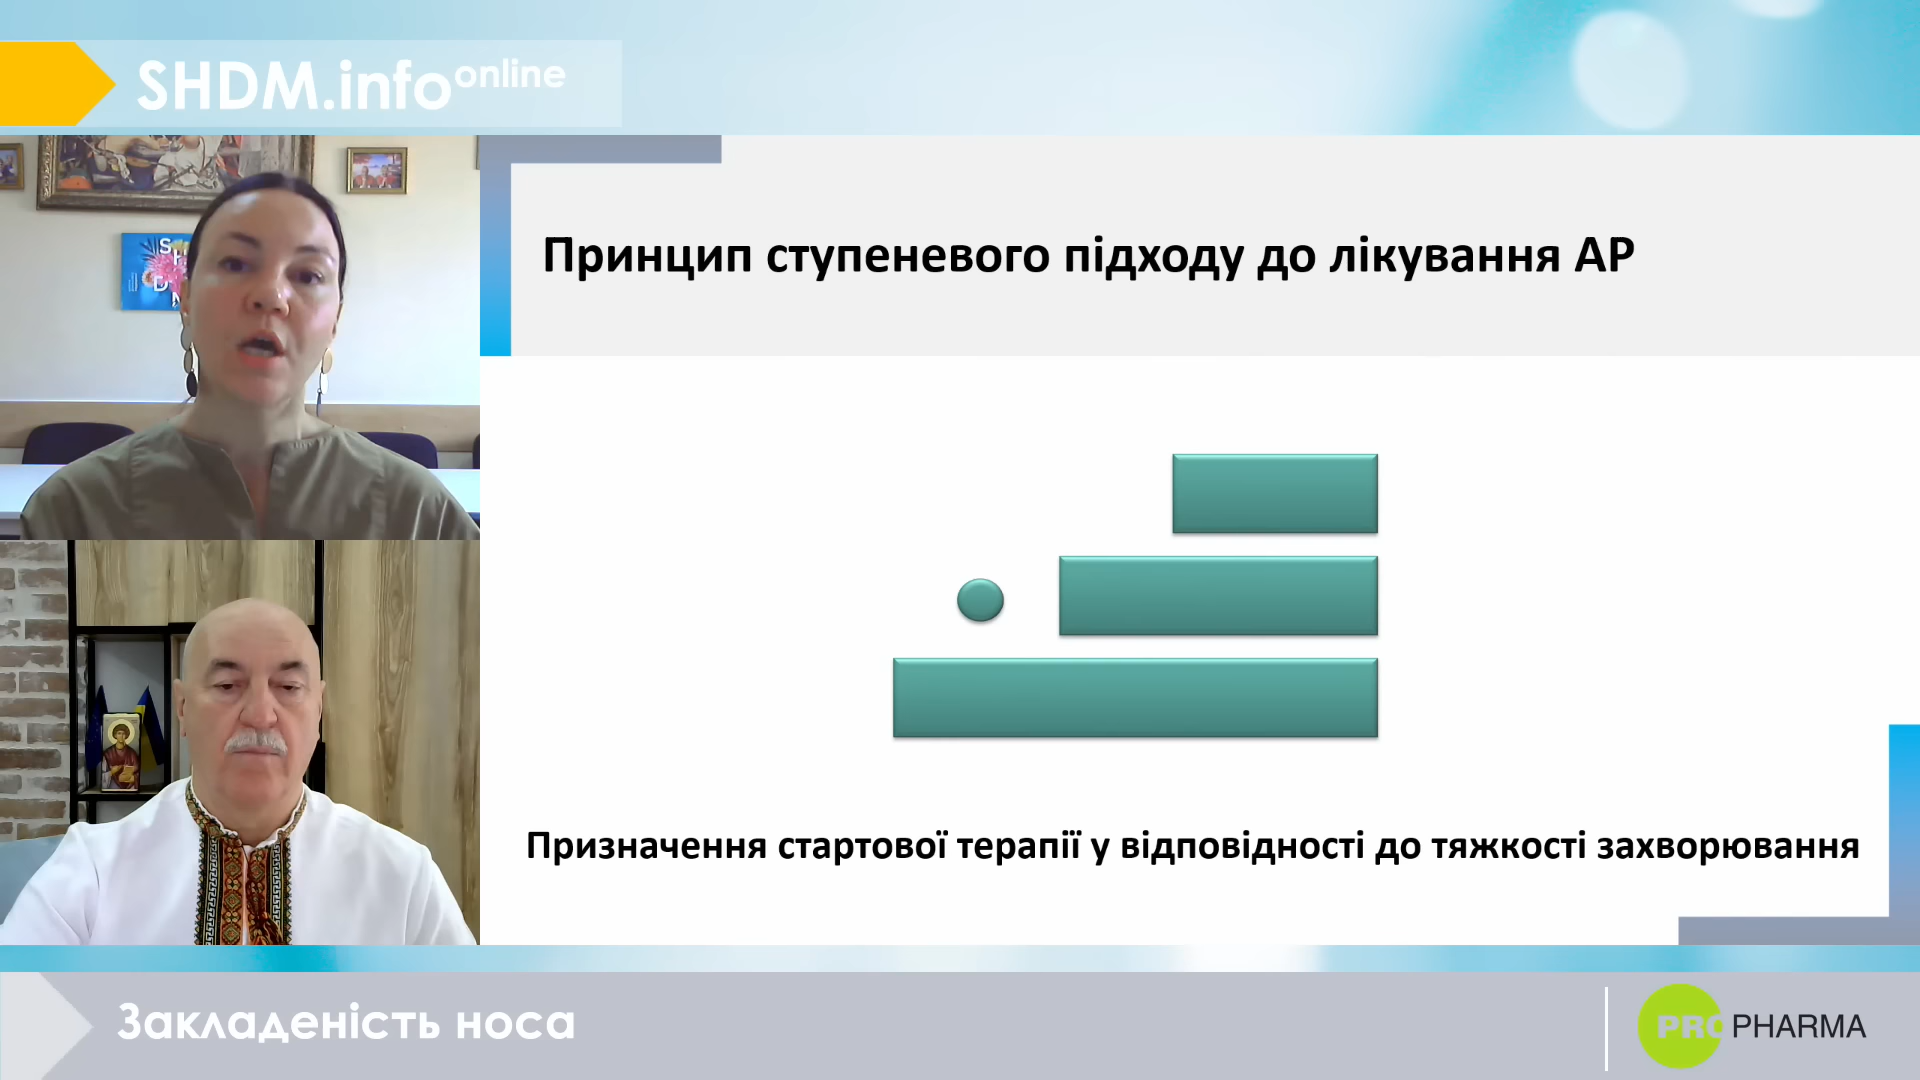 SHDM.info online
S
H
D
M
Принцип ступеневого підходу до лікування АР
Призначення стартової терапії у відповідності до тяжкості захворювання
Закладеність носа
PRO PHARMA